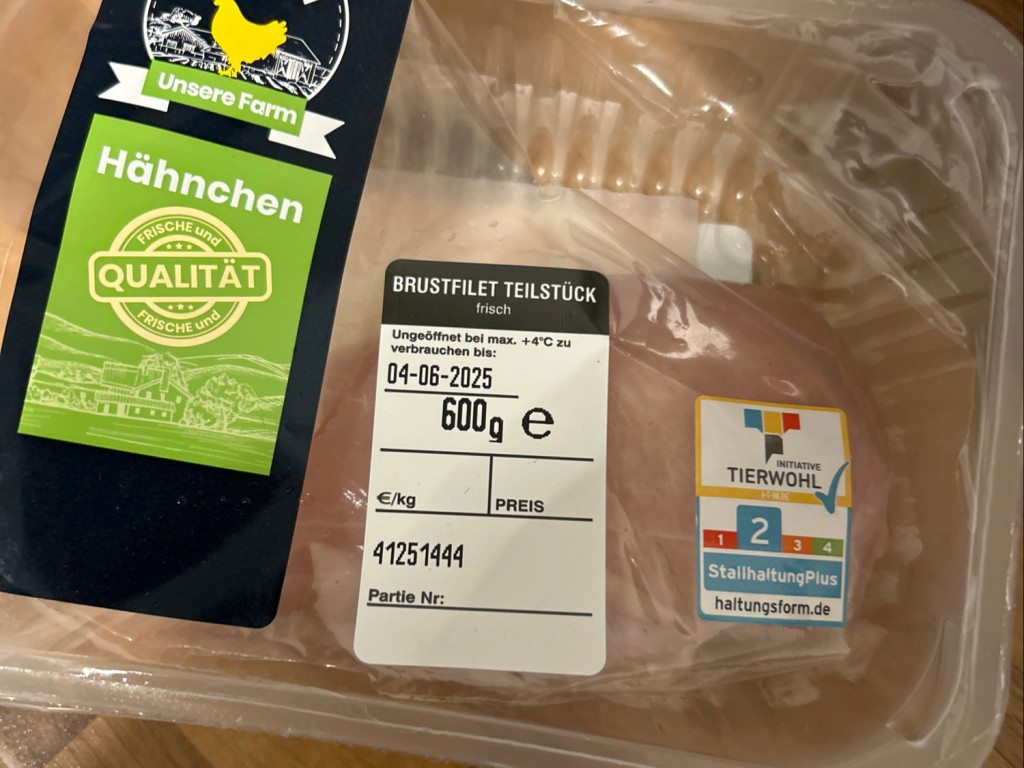 Unsere Farm
Hähnchen
FRISCHE und
QUALITÄT
FRISCHE und
BRUSTFILET TEILSTÜCK
frisch
Ungeöffnet bei max. +4°C zu
verbrauchen bis:
04-06-2025
600g e
€/kg
PREIS
41251444
Partie Nr:
INITIATIVE
TIERWOHL
1 2 3 4
StallhaltungPlus
haltungsform.de